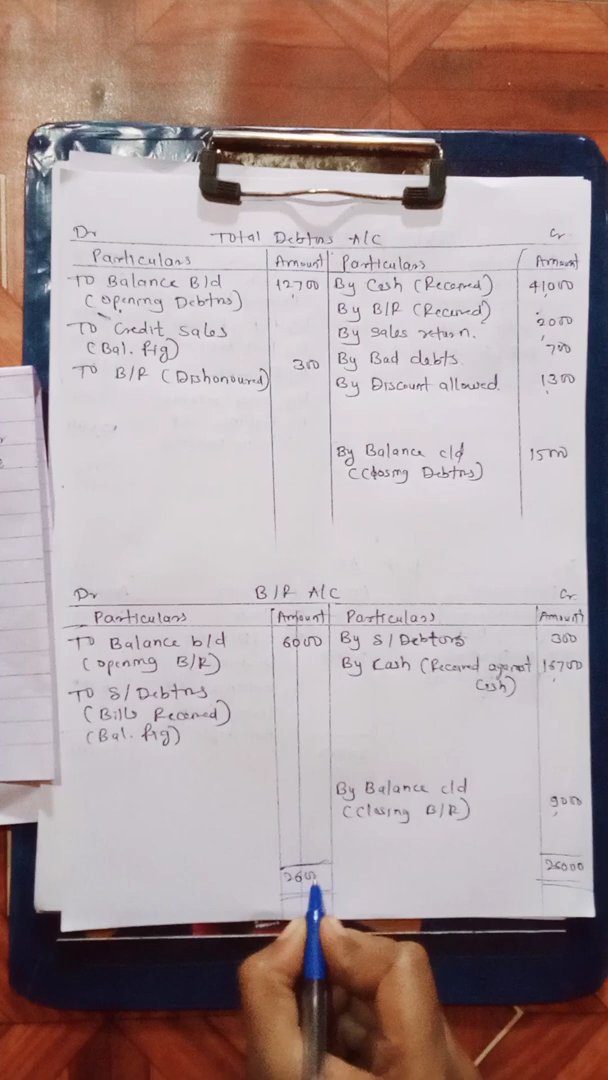 Dr Total Debtors A/C Cr
Particulars Amount Particulars Amount
To Balance B/d 12700 By Cash (Received) 41000
(opening Debtors) By B/R (Received)
To Credit Sales By Sales return. 2000
(Bal. fig) 300 By Bad debts. 700
To B/R (Dishonoured) By Discount allowed. 1300
By Balance c/d 15000
(Closing Debtors)
Dr B/R A/C Cr
Particulars Amount Particulars Amount
To Balance b/d 6000 By S/Debtors 300
(opening B/R) By Cash (Received against 16700
To S/Debtors Cash)
(Bills Received)
(Bal. fig)
By Balance c/d
(Closing B/R) 9000
2600 26000